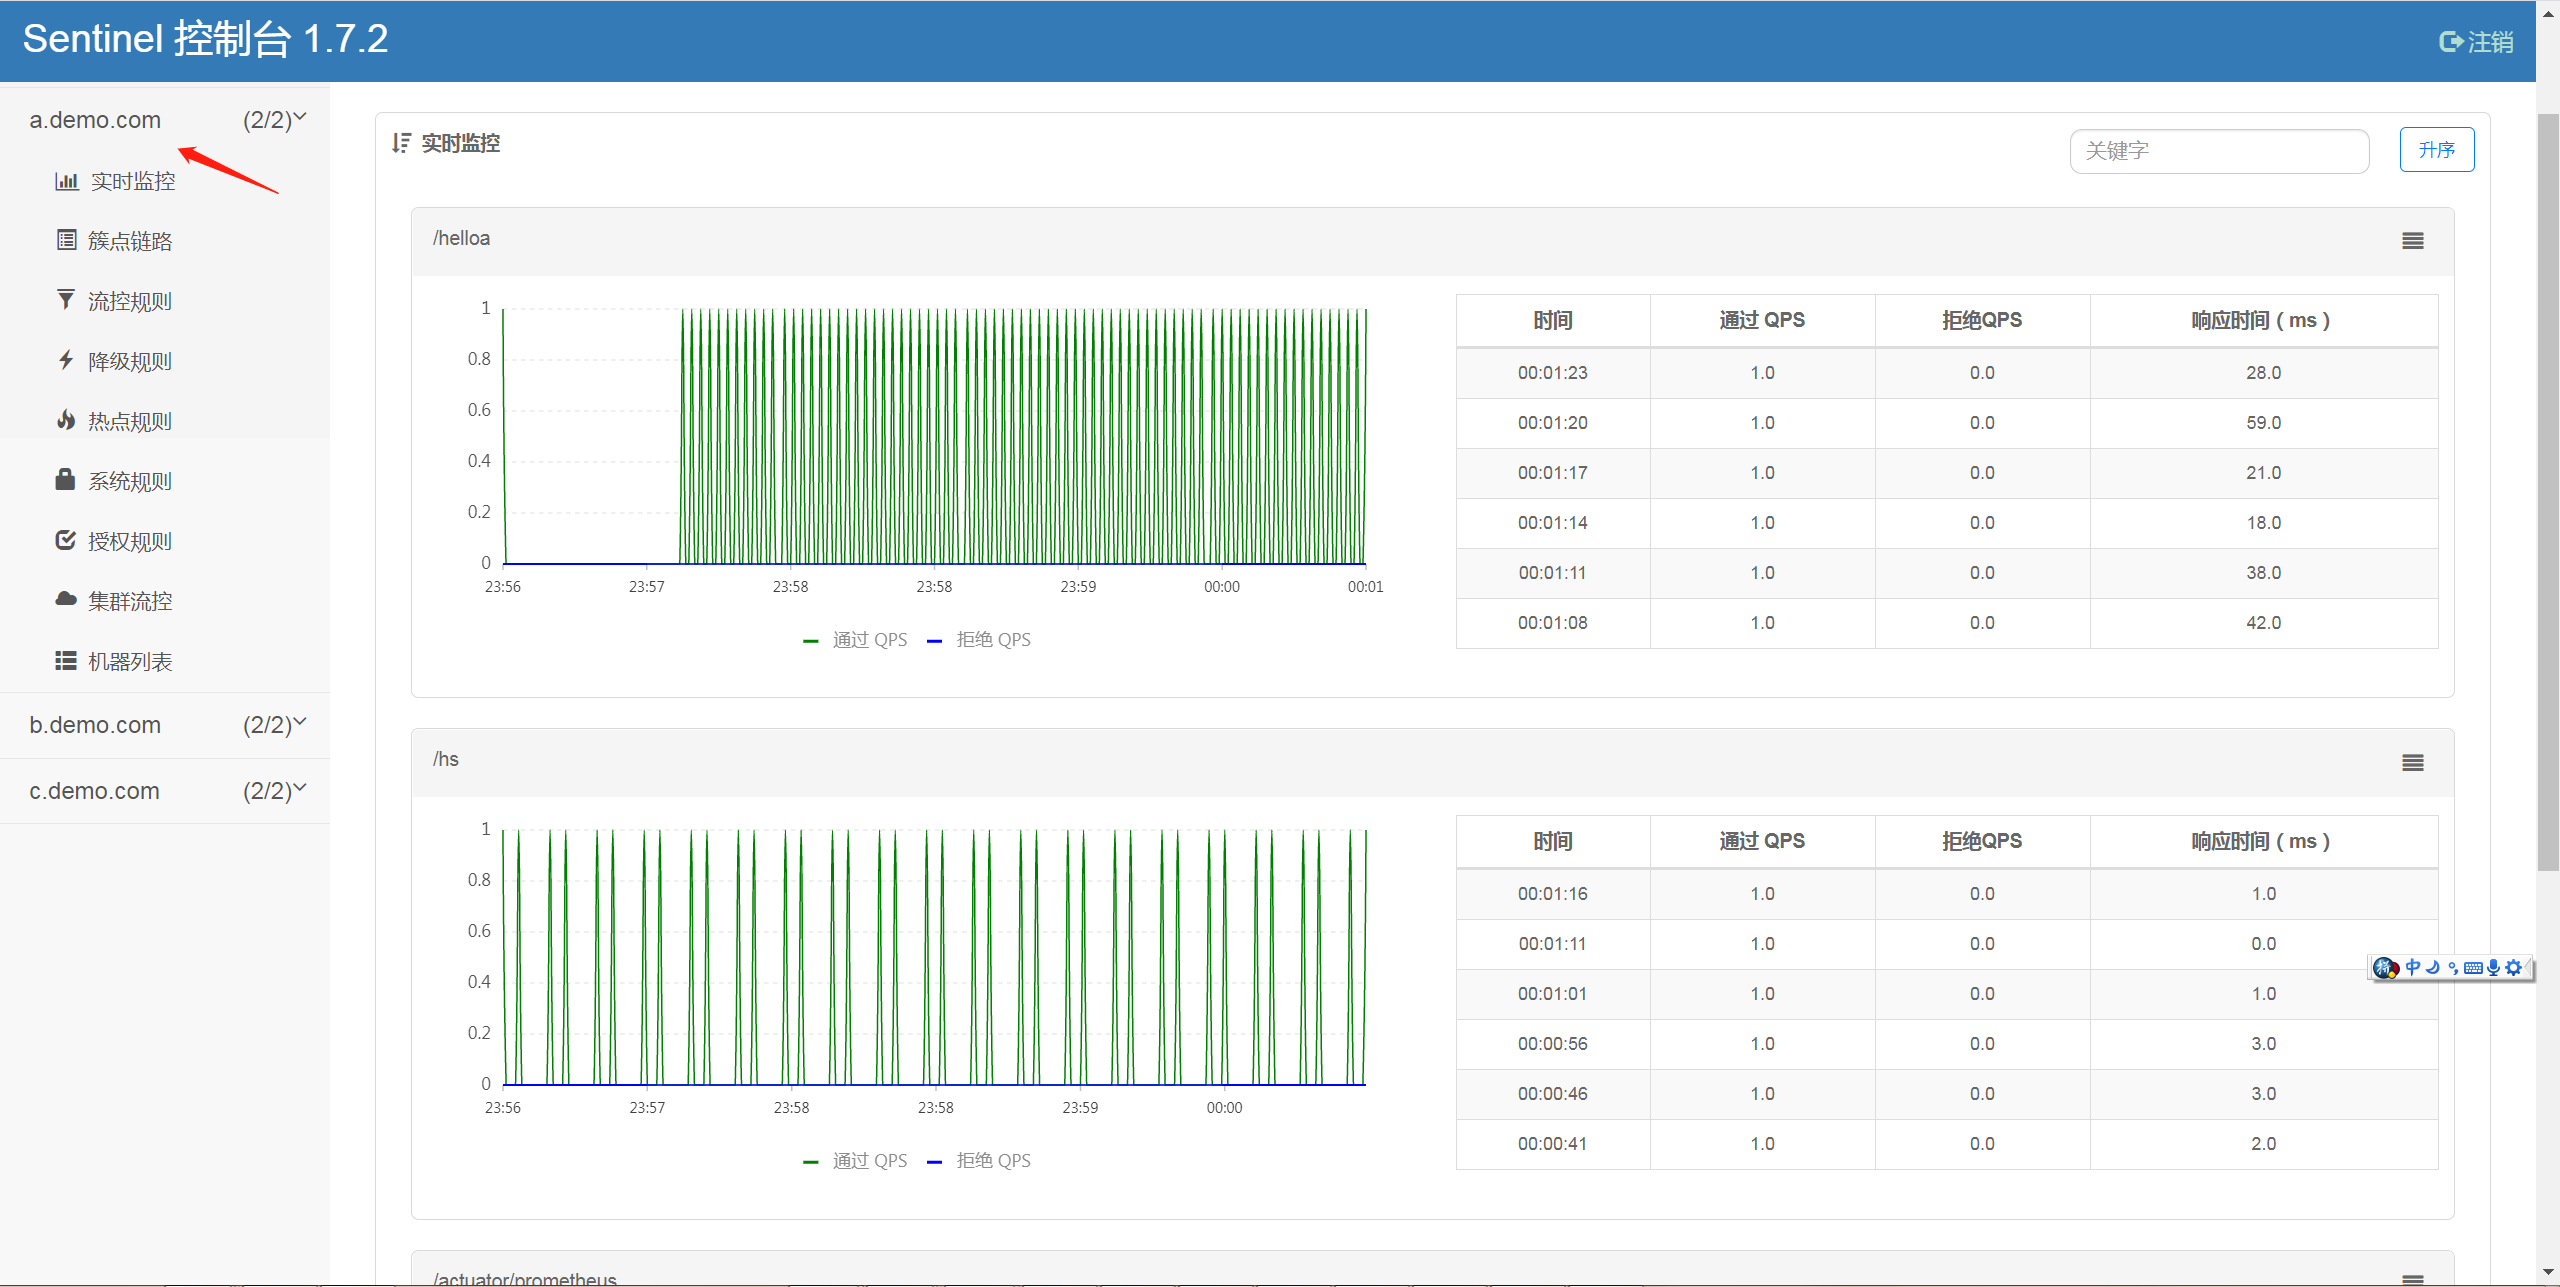 Sentinel 控制台 1.7.2
注销
a.demo.com (2/2)
实时监控
簇点链路
流控规则
降级规则
热点规则
系统规则
授权规则
集群流控
机器列表
b.demo.com (2/2)
c.demo.com (2/2)
实时监控
关键字
升序
/helloa
1
0.8
0.6
0.4
0.2
0
23:56 23:57 23:58 23:58 23:59 00:00 00:01
通过 QPS 拒绝 QPS
时间 通过 QPS 拒绝QPS 响应时间（ms）
00:01:23 1.0 0.0 28.0
00:01:20 1.0 0.0 59.0
00:01:17 1.0 0.0 21.0
00:01:14 1.0 0.0 18.0
00:01:11 1.0 0.0 38.0
00:01:08 1.0 0.0 42.0
/hs
1
0.8
0.6
0.4
0.2
0
23:56 23:57 23:58 23:58 23:59 00:00
通过 QPS 拒绝 QPS
时间 通过 QPS 拒绝QPS 响应时间（ms）
00:01:16 1.0 0.0 1.0
00:01:11 1.0 0.0 0.0
00:01:01 1.0 0.0 1.0
00:00:56 1.0 0.0 3.0
00:00:46 1.0 0.0 3.0
00:00:41 1.0 0.0 2.0
拼 中
/actuator/prometheus